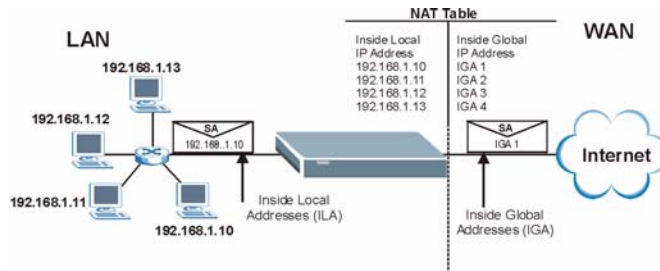 NAT Table
LAN
WAN
Inside Local
IP Address
192.168.1.10
192.168.1.11
192.168.1.12
192.168.1.13
Inside Global
IP Address
IGA 1
IGA 2
IGA 3
IGA 4
192.168.1.13
192.168.1.12
192.168.1.11
192.168.1.10
SA
192.168..1.10
SA
IGA 1
Internet
Inside Local
Addresses (ILA)
Inside Global
Addresses (IGA)